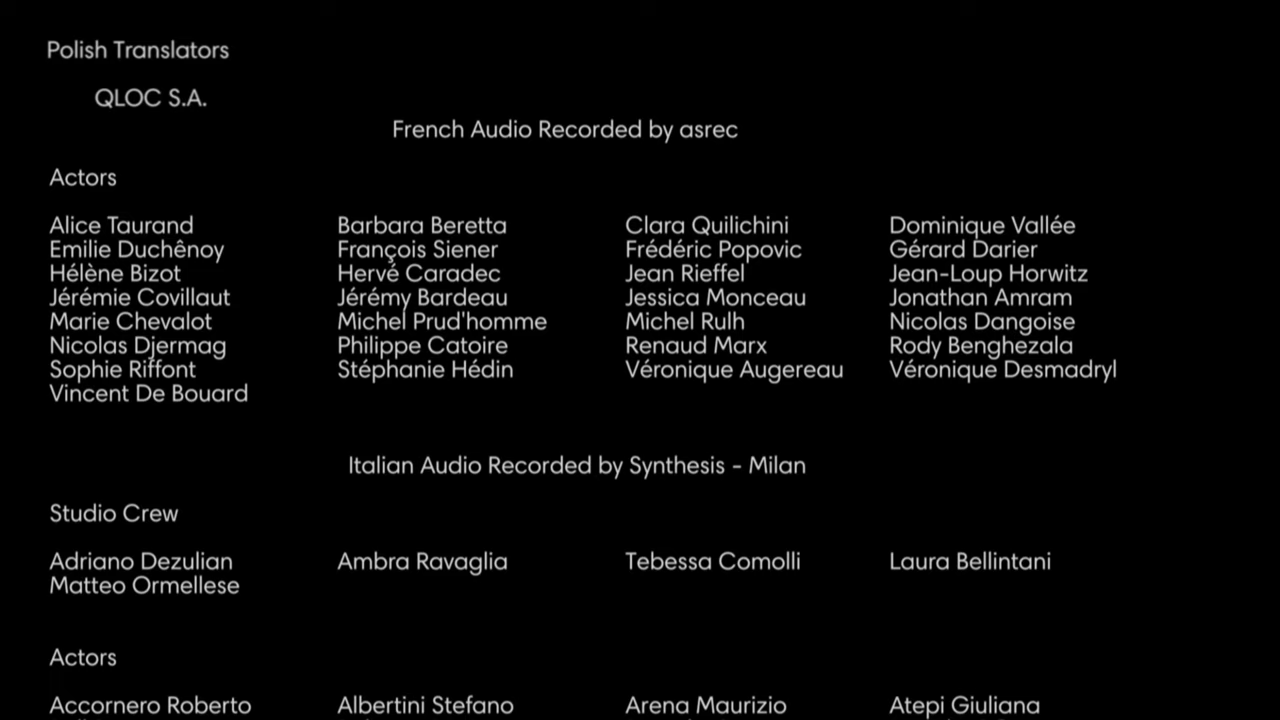 Polish Translators
QLOC S.A.
French Audio Recorded by asrec
Actors
Alice Taurand Barbara Beretta Clara Quilichini Dominique Vallée
Emilie Duchênoy François Siener Frédéric Popovic Gérard Darier
Hélène Bizot Hervé Caradec Jean Rieffel Jean-Loup Horwitz
Jérémie Covillaut Jérémy Bardeau Jessica Monceau Jonathan Amram
Marie Chevalot Michel Prud'homme Michel Rulh Nicolas Dangoise
Nicolas Djermag Philippe Catoire Renaud Marx Rody Benghezala
Sophie Riffont Stéphanie Hédin Véronique Augereau Véronique Desmadryl
Vincent De Bouard
Italian Audio Recorded by Synthesis - Milan
Studio Crew
Adriano Dezulian Ambra Ravaglia Tebessa Comolli Laura Bellintani
Matteo Ormellese
Actors
Accornero Roberto Albertini Stefano Arena Maurizio Atepi Giuliana